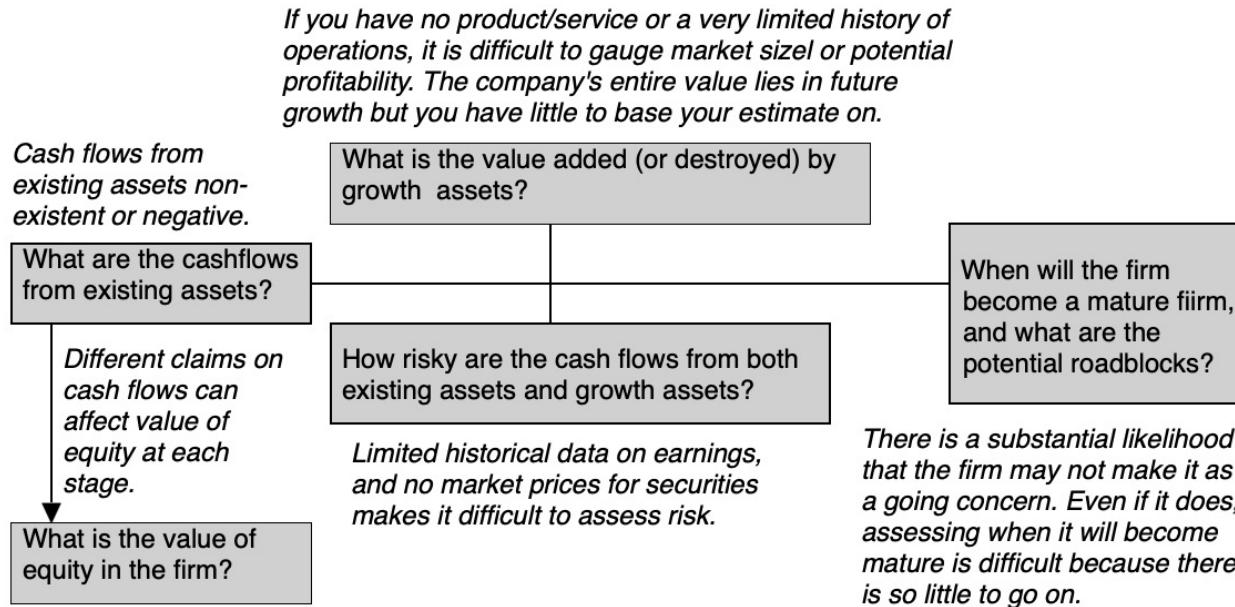 If you have no product/service or a very limited history of
operations, it is difficult to gauge market sizel or potential
profitability. The company's entire value lies in future
growth but you have little to base your estimate on.
Cash flows from
existing assets non-
existent or negative.
What is the value added (or destroyed) by
growth assets?
What are the cashflows
from existing assets?
When will the firm
become a mature fiirm,
and what are the
potential roadblocks?
Different claims on
cash flows can
affect value of
equity at each
stage.
How risky are the cash flows from both
existing assets and growth assets?
Limited historical data on earnings,
and no market prices for securities
makes it difficult to assess risk.
There is a substantial likelihood
that the firm may not make it as
a going concern. Even if it does,
assessing when it will become
mature is difficult because there
is so little to go on.
What is the value of
equity in the firm?